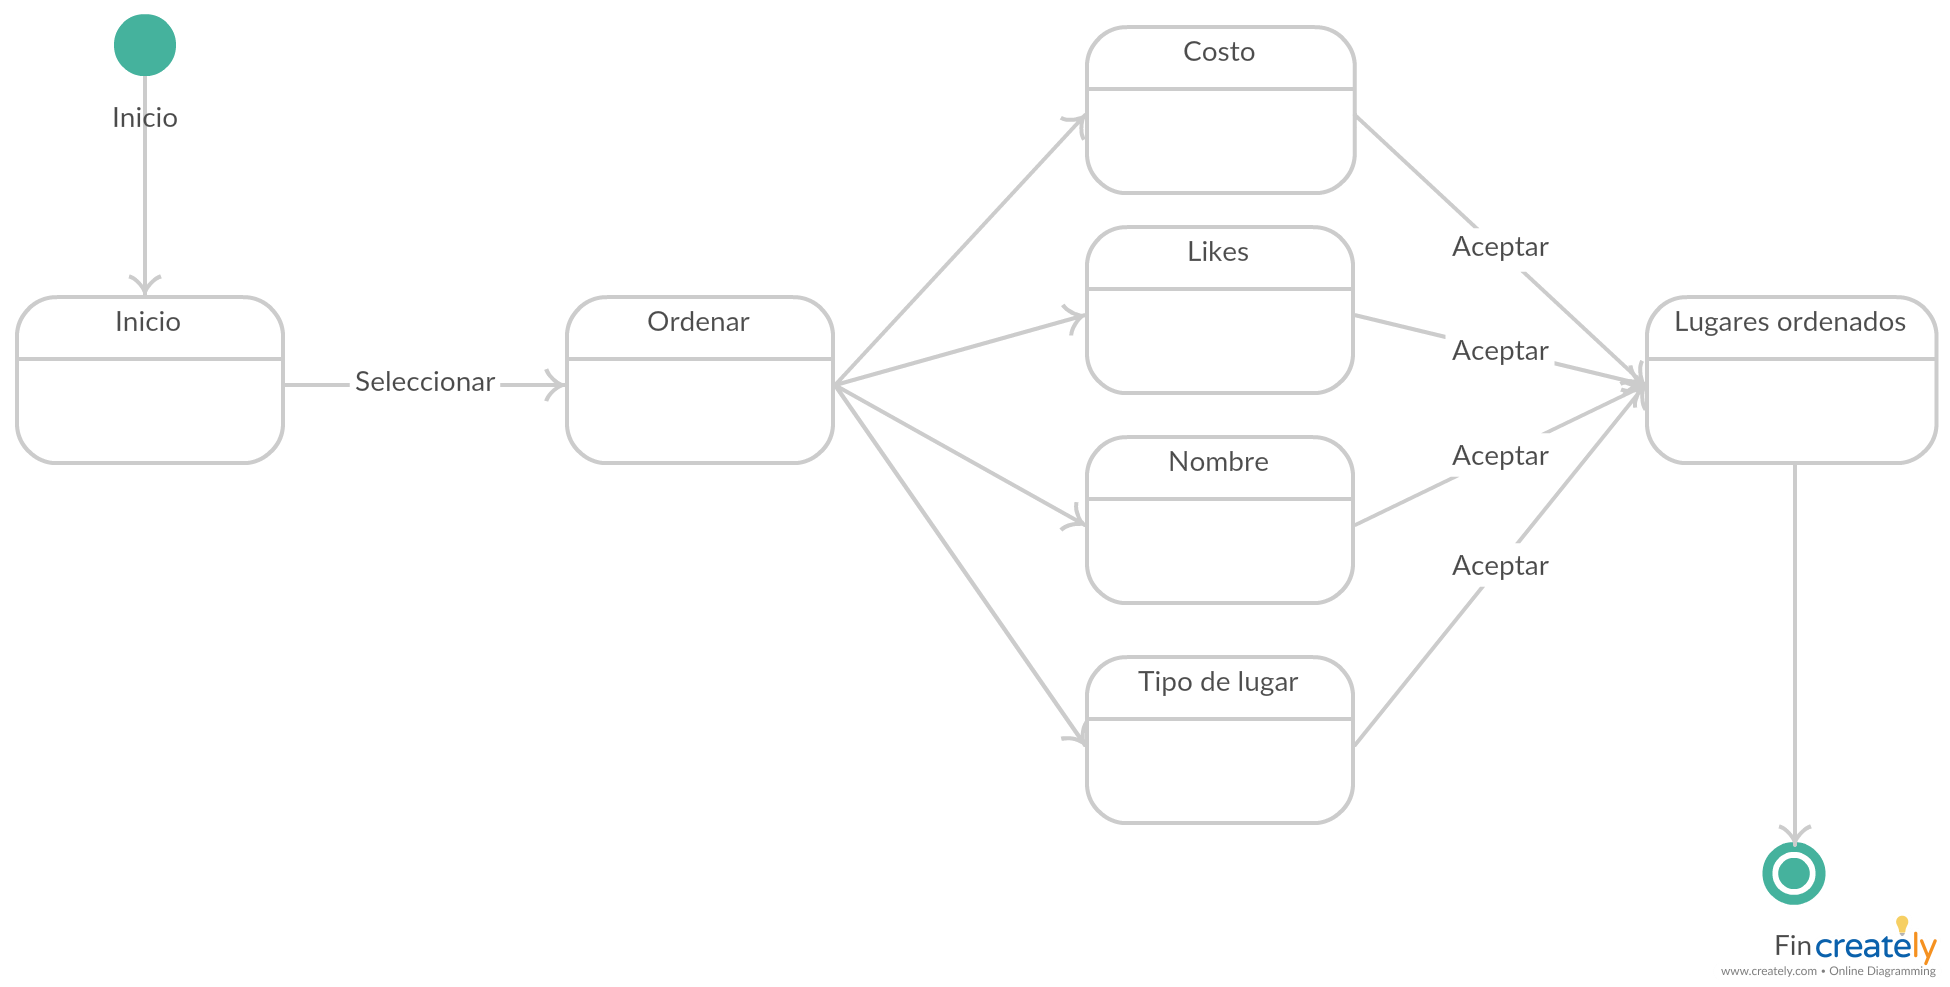 Inicio
Inicio
Seleccionar
Ordenar
Costo
Likes
Nombre
Tipo de lugar
Aceptar
Aceptar
Aceptar
Aceptar
Lugares ordenados
Fin
creately
www.creately.com • Online Diagramming